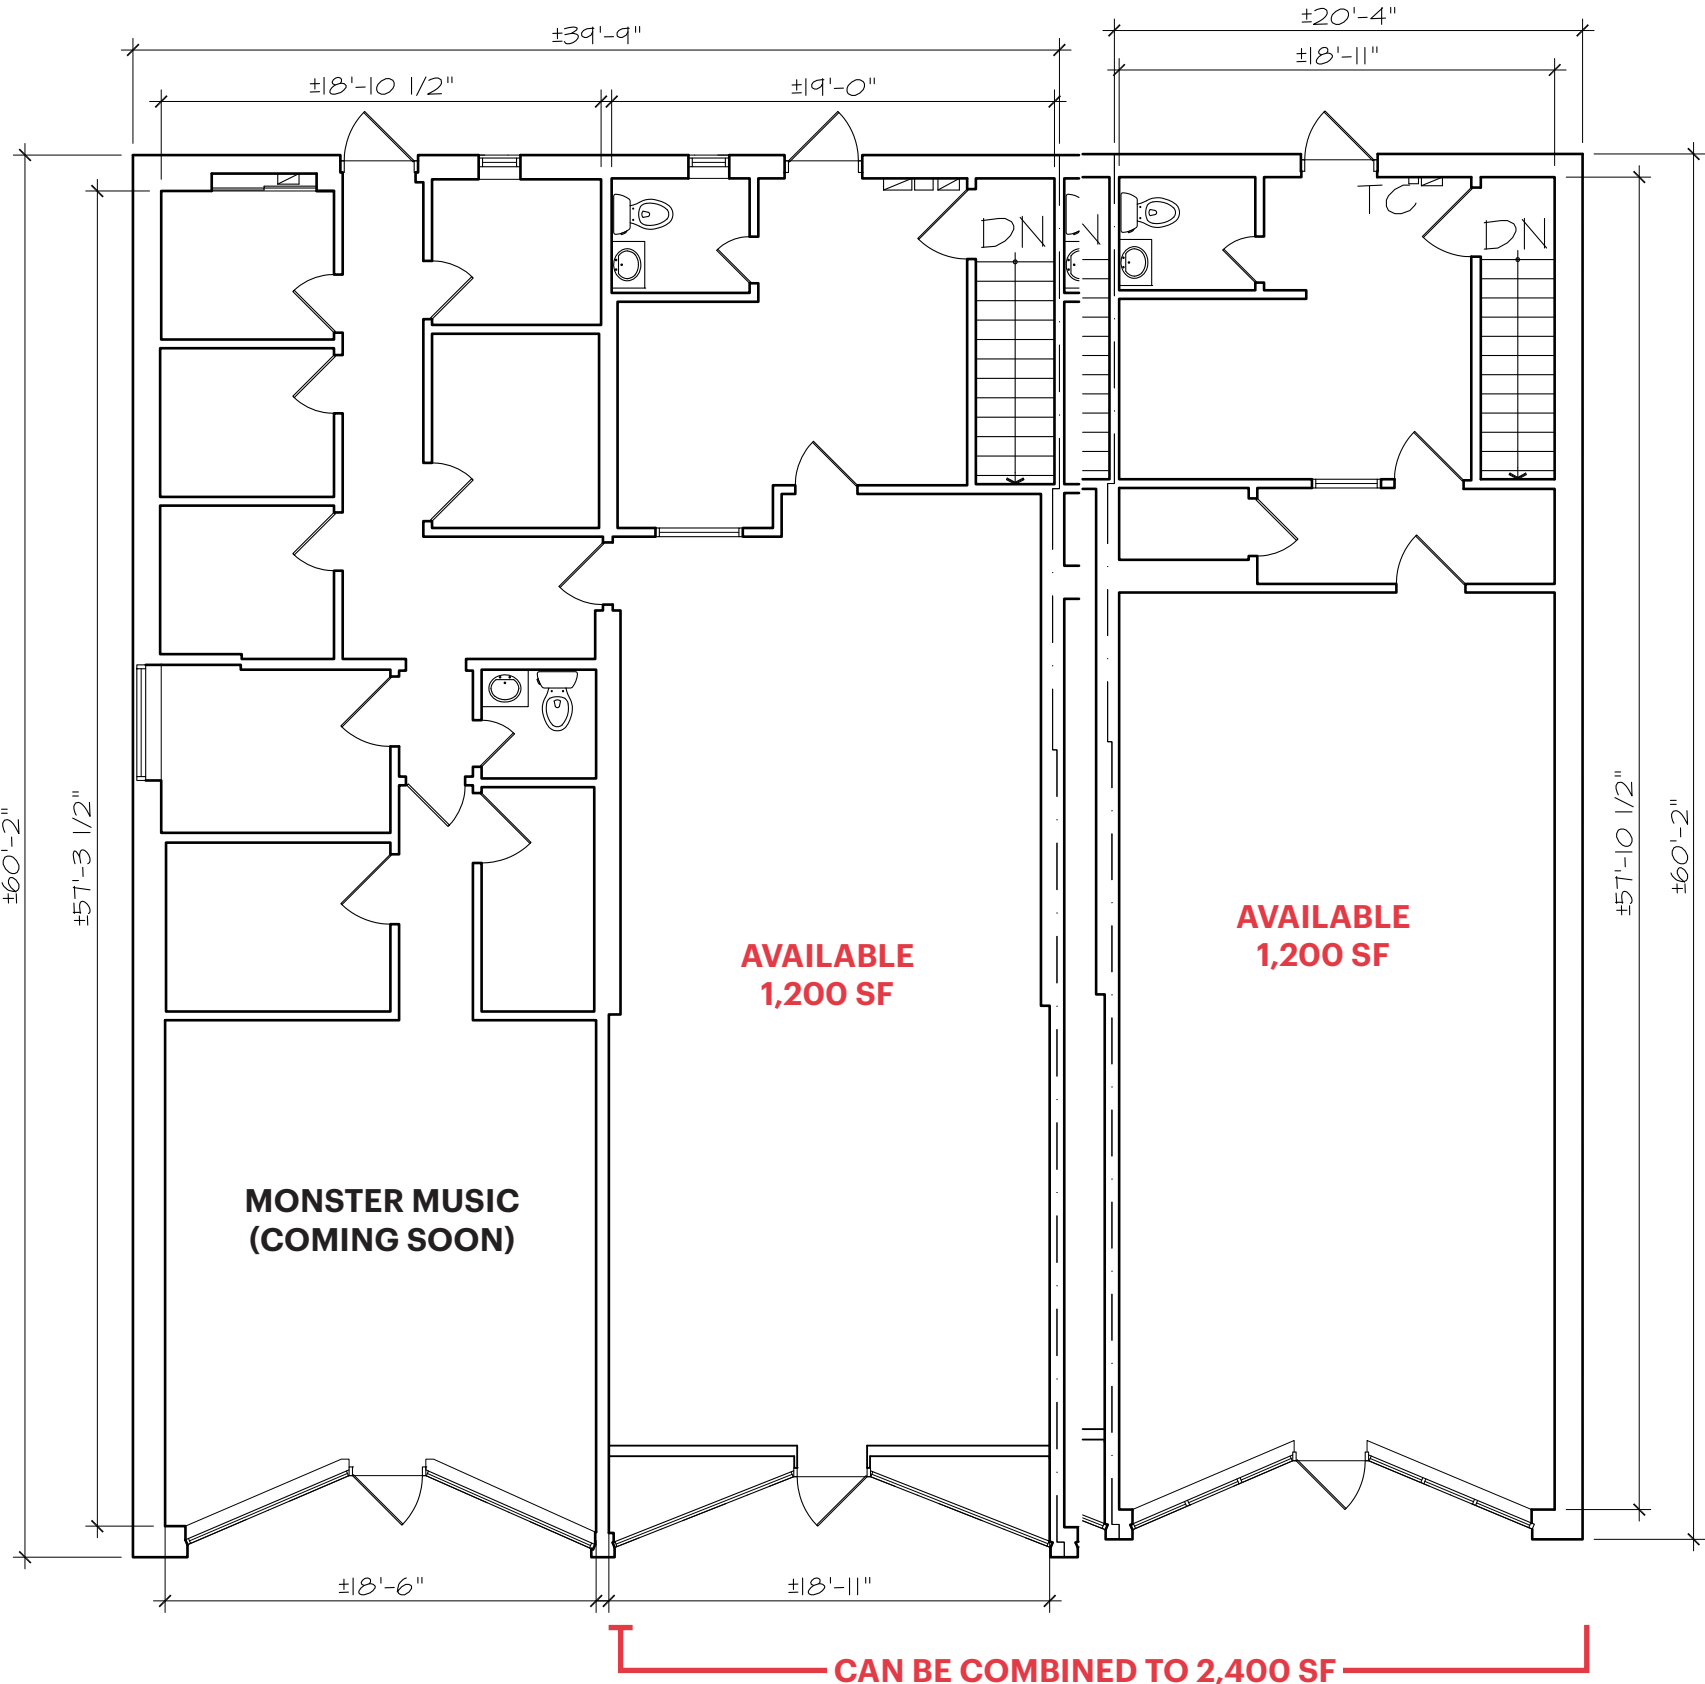 ±20'-4"
±39'-9"
±18'-11"
±18'-10 1/2"
±19'-0"
TC
DN
N
DN
±60'-2"
±57'-3 1/2"
±57'-10 1/2"
±60'-2"
AVAILABLE
1,200 SF
AVAILABLE
1,200 SF
MONSTER MUSIC
(COMING SOON)
±18'-6"
±18'-11"
CAN BE COMBINED TO 2,400 SF